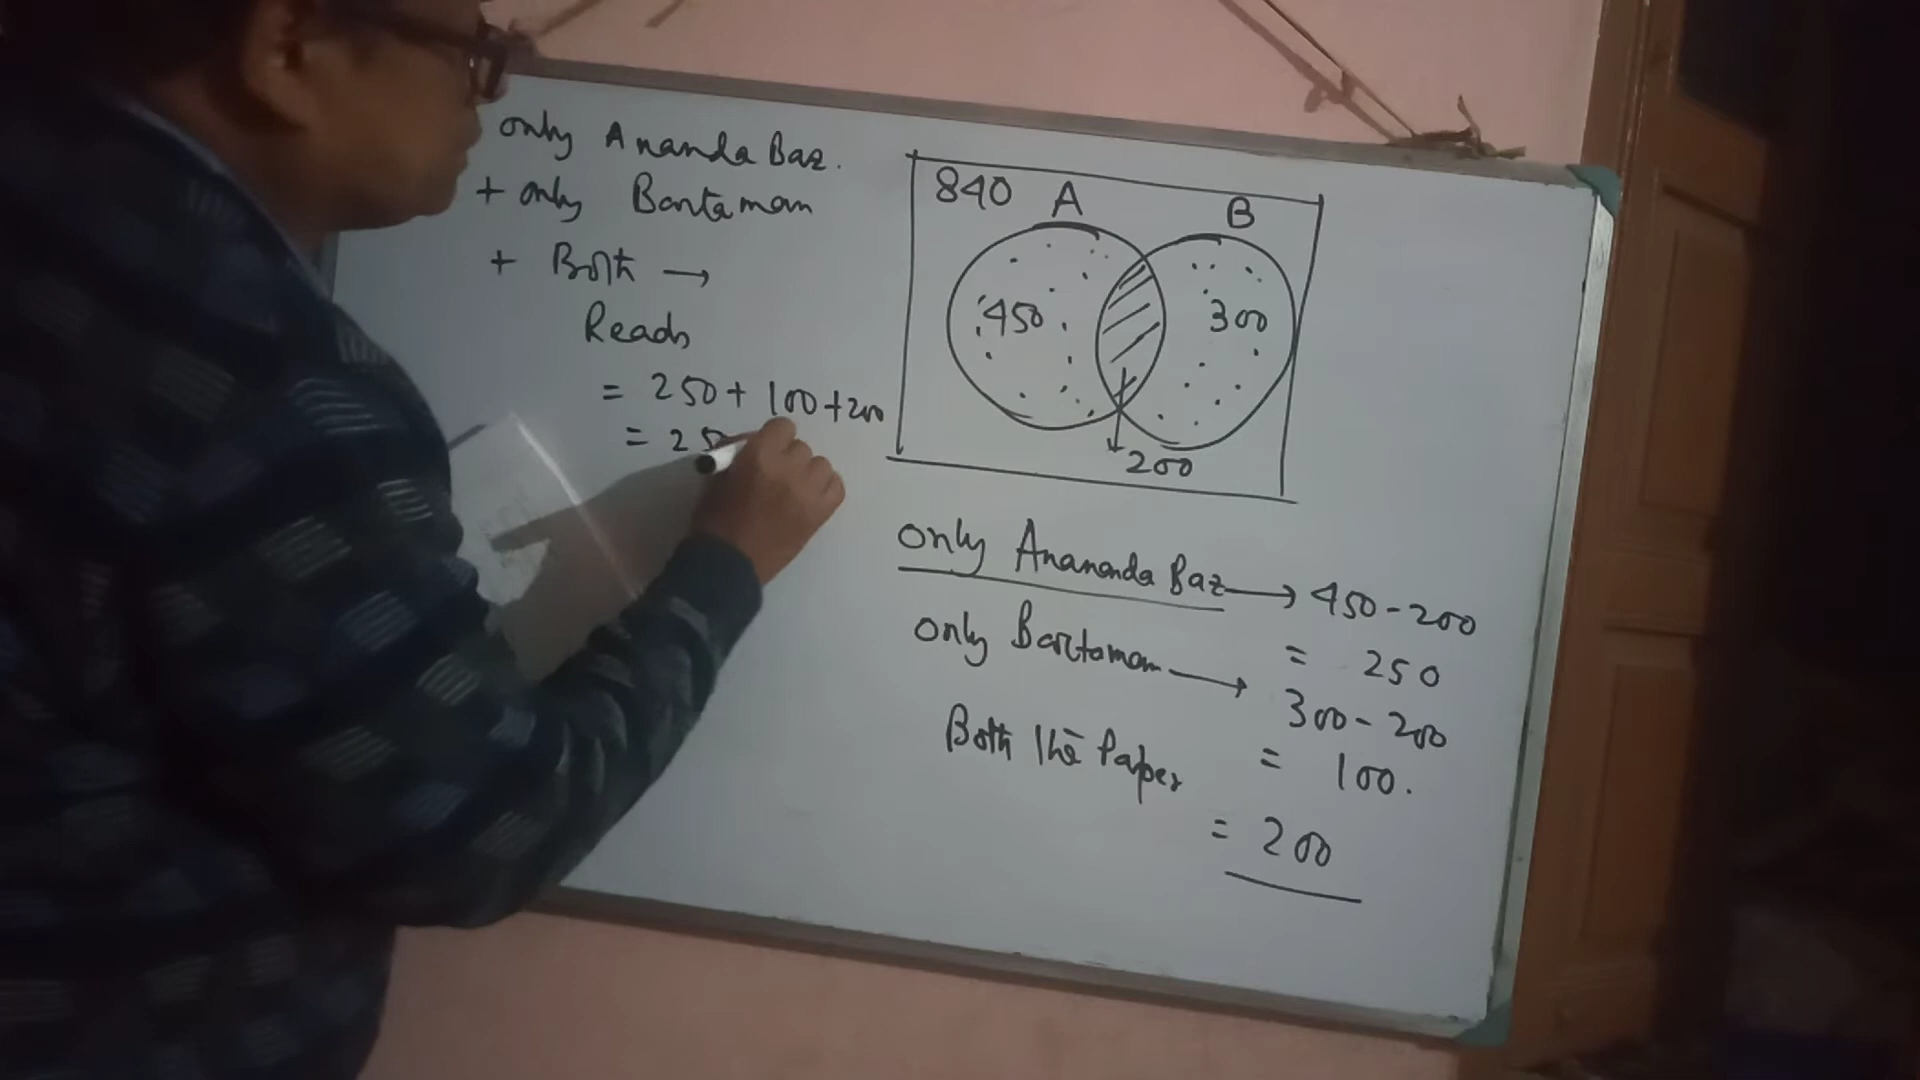 only Ananda Baz.
+ only Bartaman
+ Both →
Reads
= 250 + 100 + 200
= 25
840 A B
450 300
200
only Anananda Baz → 450 - 200
= 250
only Bartaman → 300 - 200
= 100.
Both the Paper
= 200